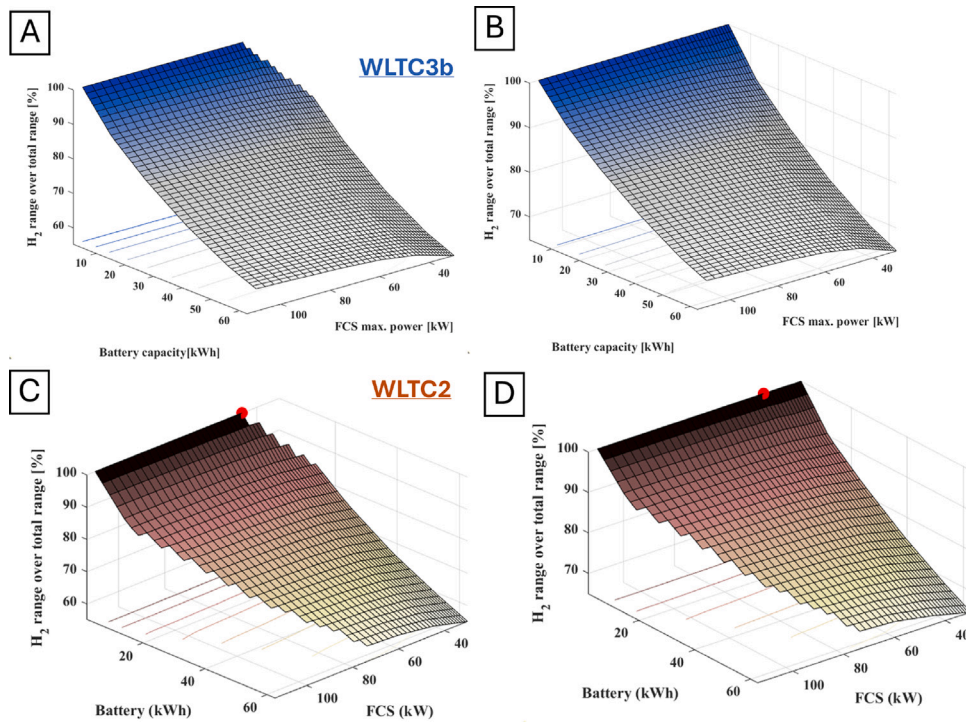 A
WLTC3b
H2 range over total range [%]
100
90
80
70
60
10
20
30
40
50
60
100
80
60
40
Battery capacity[kWh]
FCS max. power [kW]
B
H2 range over total range [%]
100
90
80
70
10
20
30
40
50
60
100
80
60
40
Battery capacity [kWh]
FCS max. power [kW]
C
WLTC2
H2 range over total range [%]
100
90
80
70
60
20
40
60
100
80
60
40
Battery (kWh)
FCS (kW)
D
H2 range over total range [%]
100
90
80
70
20
40
60
100
80
60
40
Battery (kWh)
FCS (kW)